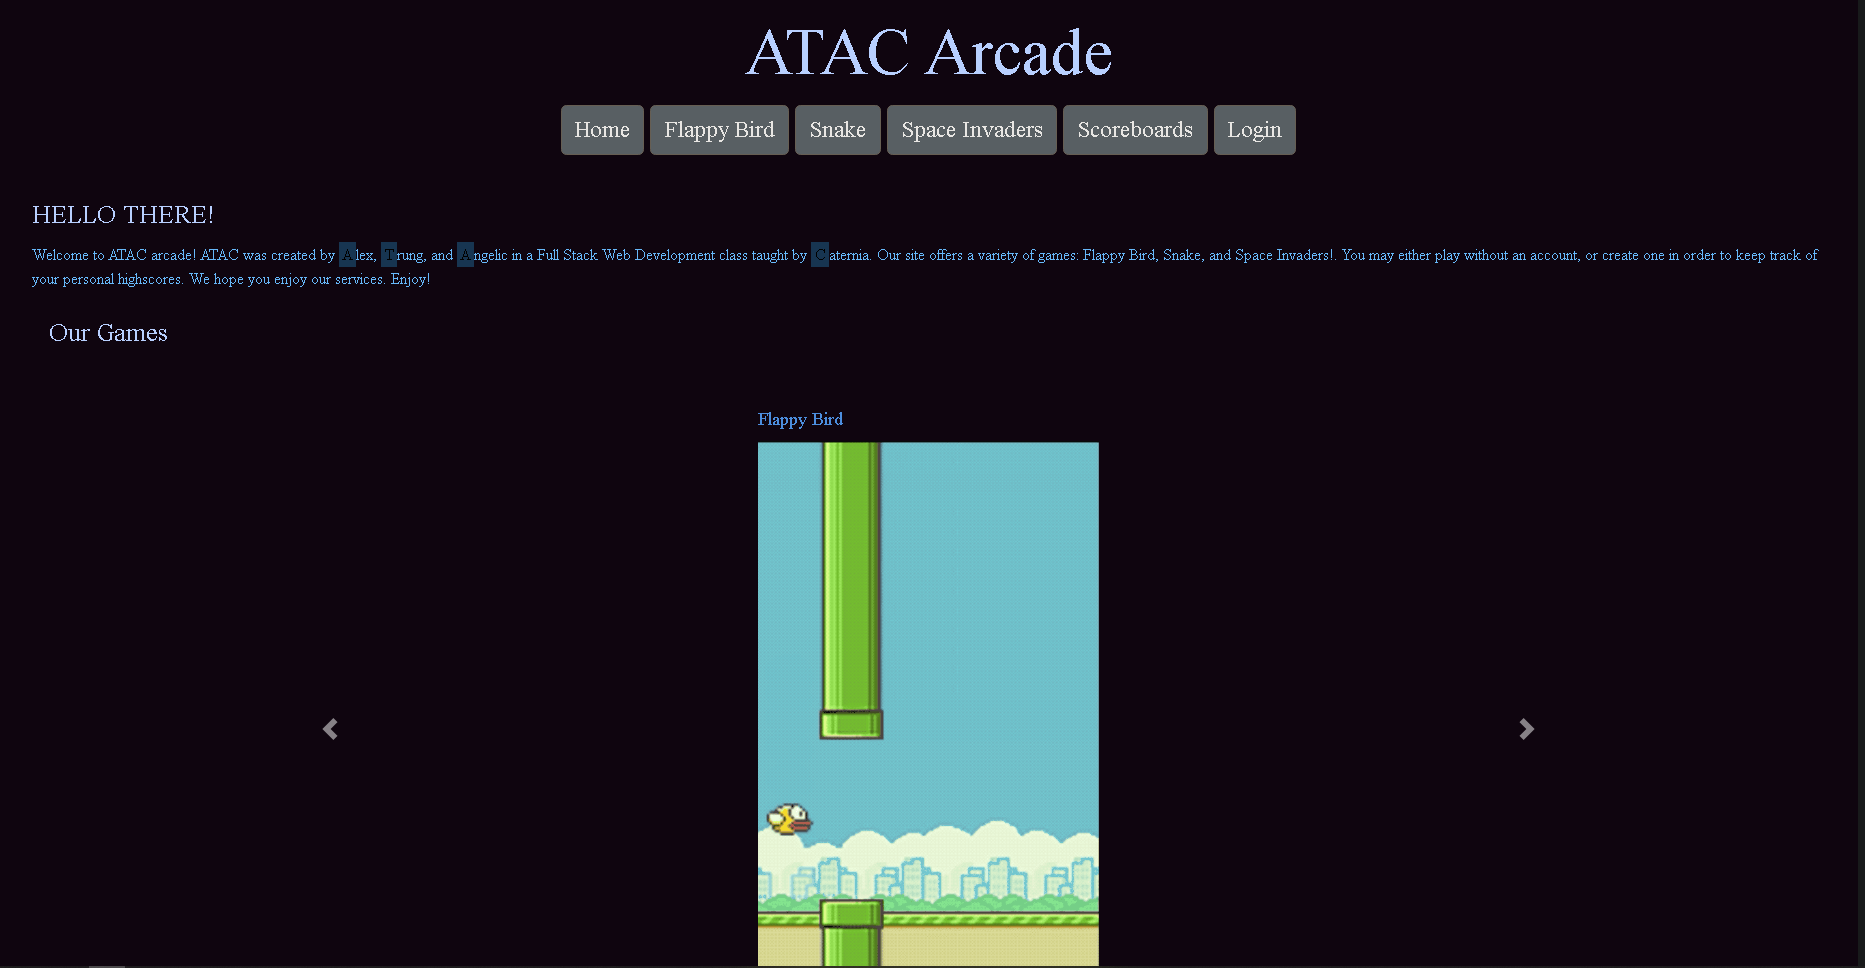 ATAC Arcade
Home Flappy Bird Snake Space Invaders Scoreboards Login
HELLO THERE!
Welcome to ATAC arcade! ATAC was created by Alex, Trung, and Angelic in a Full Stack Web Development class taught by Caternia. Our site offers a variety of games: Flappy Bird, Snake, and Space Invaders!. You may either play without an account, or create one in order to keep track of
your personal highscores. We hope you enjoy our services. Enjoy!
Our Games
Flappy Bird